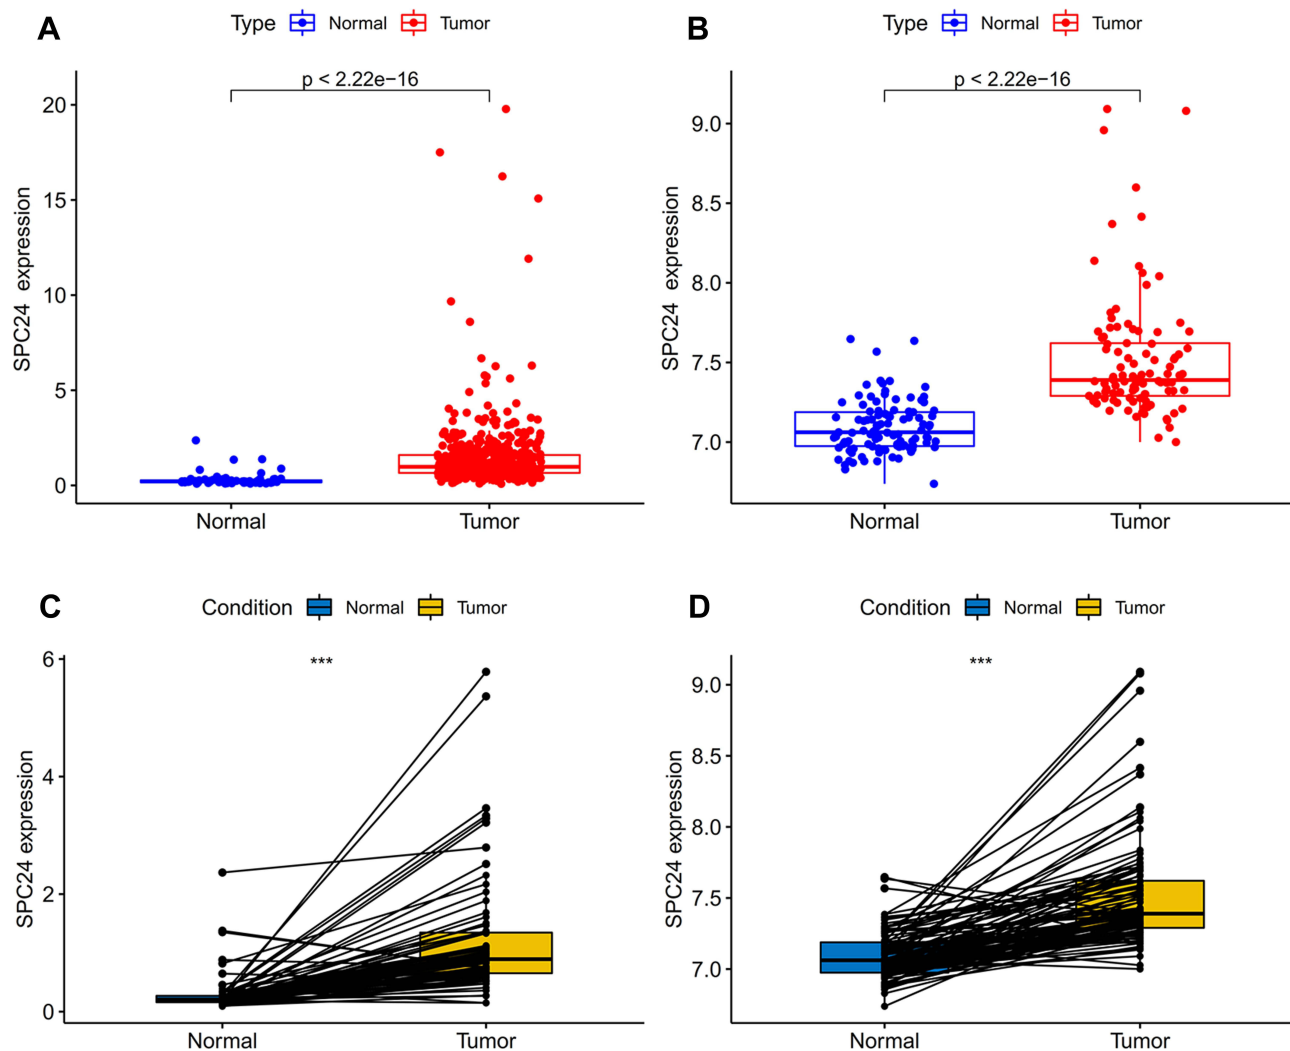 A
Type Normal Tumor
p < 2.22e−16
SPC24 expression
20
15
10
5
0
Normal Tumor
B
Type Normal Tumor
p < 2.22e−16
SPC24 expression
9.0
8.5
8.0
7.5
7.0
Normal Tumor
C
Condition Normal Tumor
***
SPC24 expression
6
4
2
0
Normal Tumor
D
Condition Normal Tumor
***
SPC24 expression
9.0
8.5
8.0
7.5
7.0
Normal Tumor